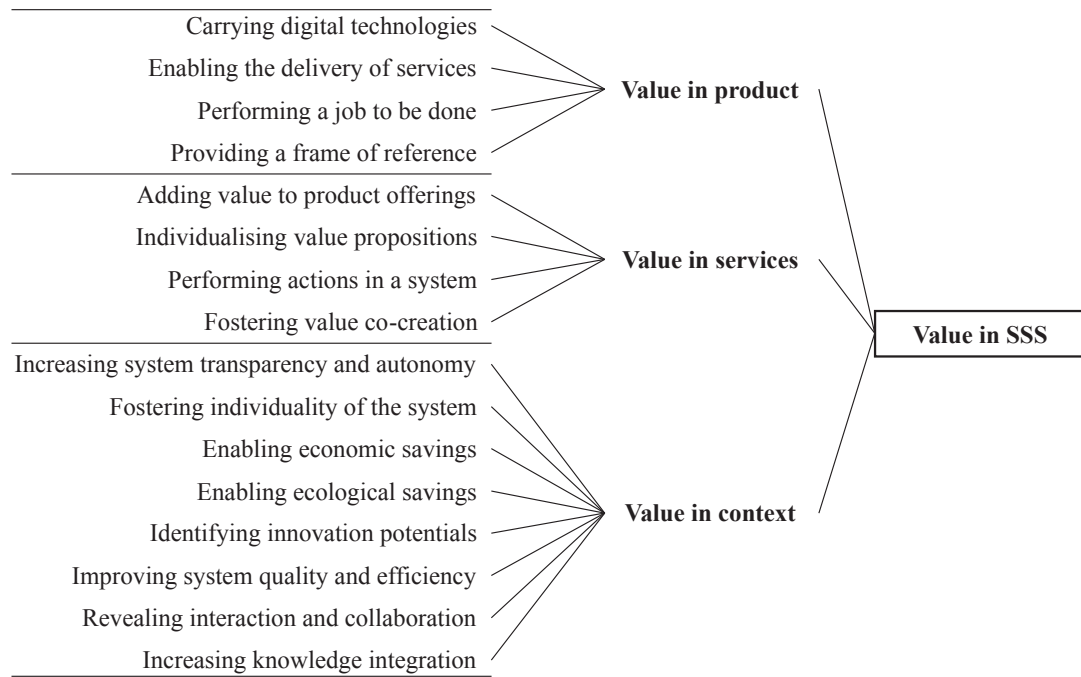 Carrying digital technologies
Enabling the delivery of services
Performing a job to be done
Providing a frame of reference
Value in product
Adding value to product offerings
Individualising value propositions
Performing actions in a system
Fostering value co-creation
Value in services
Increasing system transparency and autonomy
Fostering individuality of the system
Enabling economic savings
Enabling ecological savings
Identifying innovation potentials
Improving system quality and efficiency
Revealing interaction and collaboration
Increasing knowledge integration
Value in context
Value in SSS